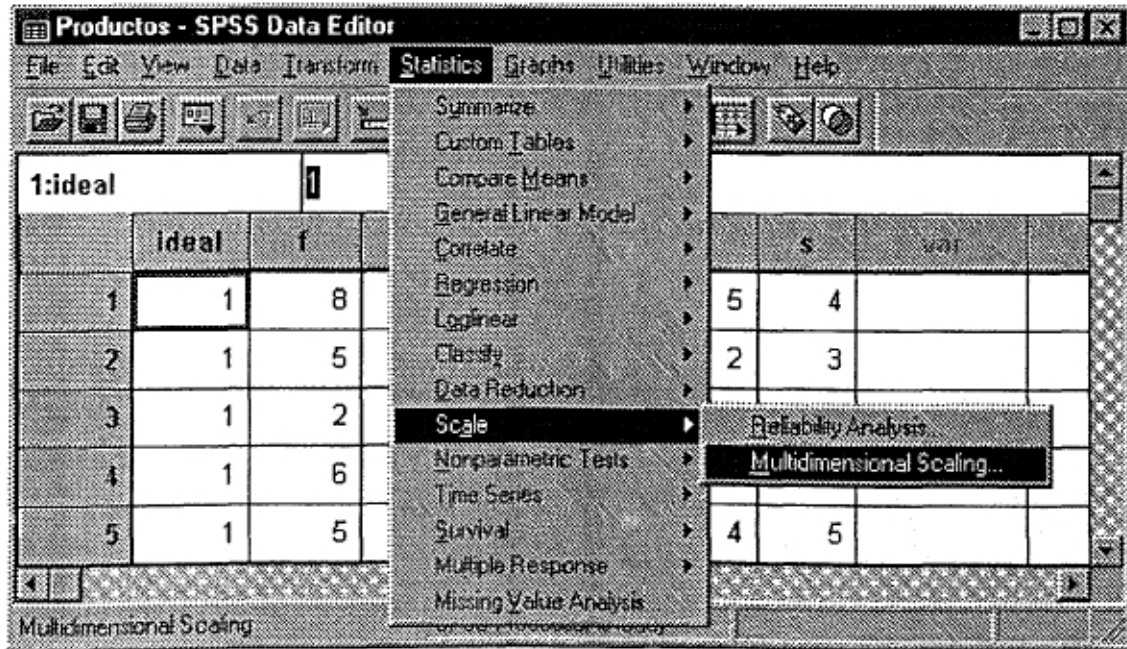 Productos - SPSS Data Editor
File Edit View Data Transform Statistics Graphs Utilities Window Help
1:ideal 1
ideal f s var
1 1 8 5 4
2 1 5 2 3
3 1 2
4 1 6
5 1 5 4 5
Summarize
Custom Tables
Compare Means
General Linear Model
Correlate
Regression
Loglinear
Classify
Data Reduction
Scale
Nonparametric Tests
Time Series
Survival
Multiple Response
Missing Value Analysis...
Reliability Analysis...
Multidimensional Scaling...
Multidimensional Scaling